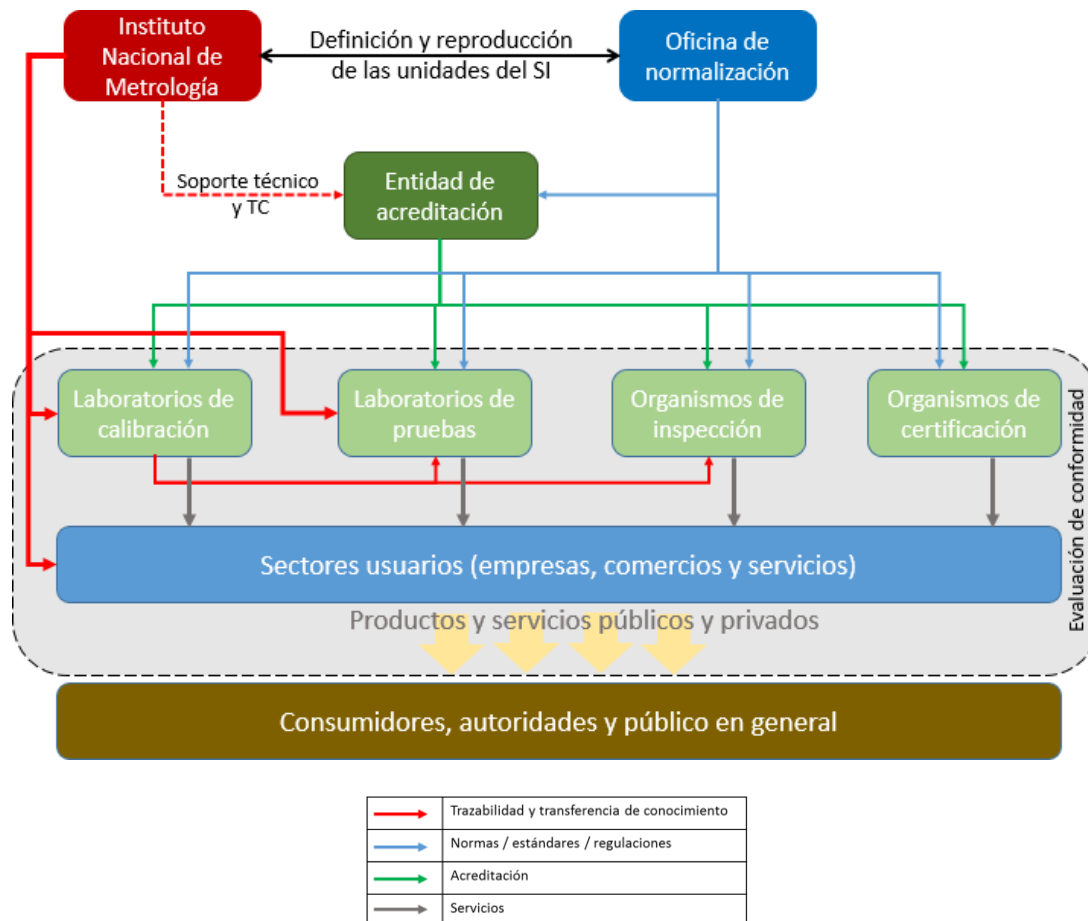 Instituto
Nacional de
Metrología
Definición y reproducción
de las unidades del SI
Oficina de
normalización
Soporte técnico
y TC
Entidad de
acreditación
Laboratorios de
calibración
Laboratorios de
pruebas
Organismos de
inspección
Organismos de
certificación
Evaluación de conformidad
Sectores usuarios (empresas, comercios y servicios)
Productos y servicios públicos y privados
Consumidores, autoridades y público en general
Trazabilidad y transferencia de conocimiento
Normas / estándares / regulaciones
Acreditación
Servicios